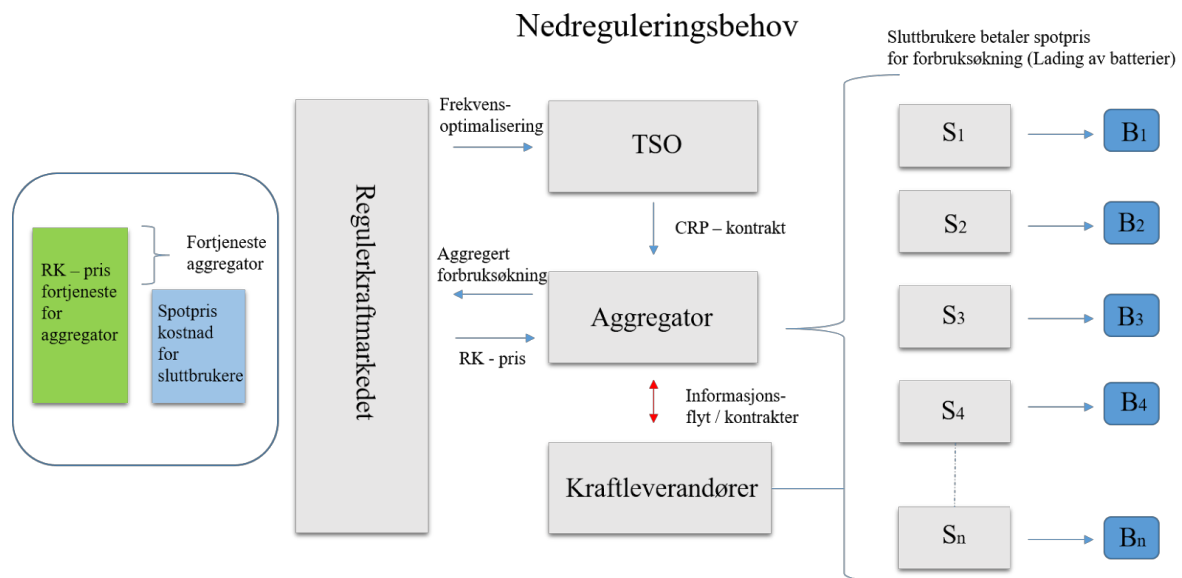 Nedreguleringsbehov
Sluttbrukere betaler spotpris
for forbruksøkning (Lading av batterier)
RK – pris
fortjeneste
for
aggregator
Fortjeneste
aggregator
Spotpris
kostnad
for
sluttbrukere
Regulerkraftmarkedet
Frekvens-
optimalisering
TSO
CRP – kontrakt
Aggregert
forbruksøkning
Aggregator
RK - pris
Informasjons-
flyt / kontrakter
Kraftleverandører
S1
B1
S2
B2
S3
B3
S4
B4
Sn
Bn